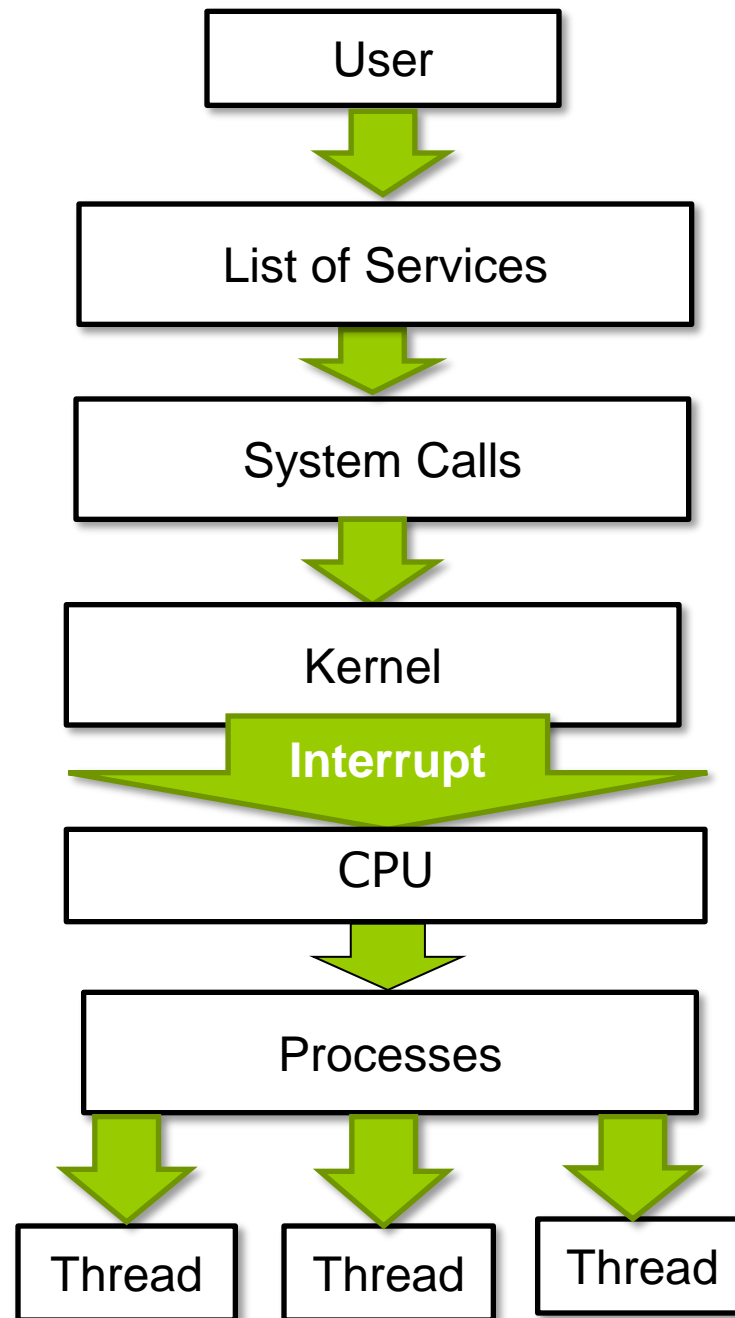 User
List of Services
System Calls
Kernel
Interrupt
CPU
Processes
Thread
Thread
Thread